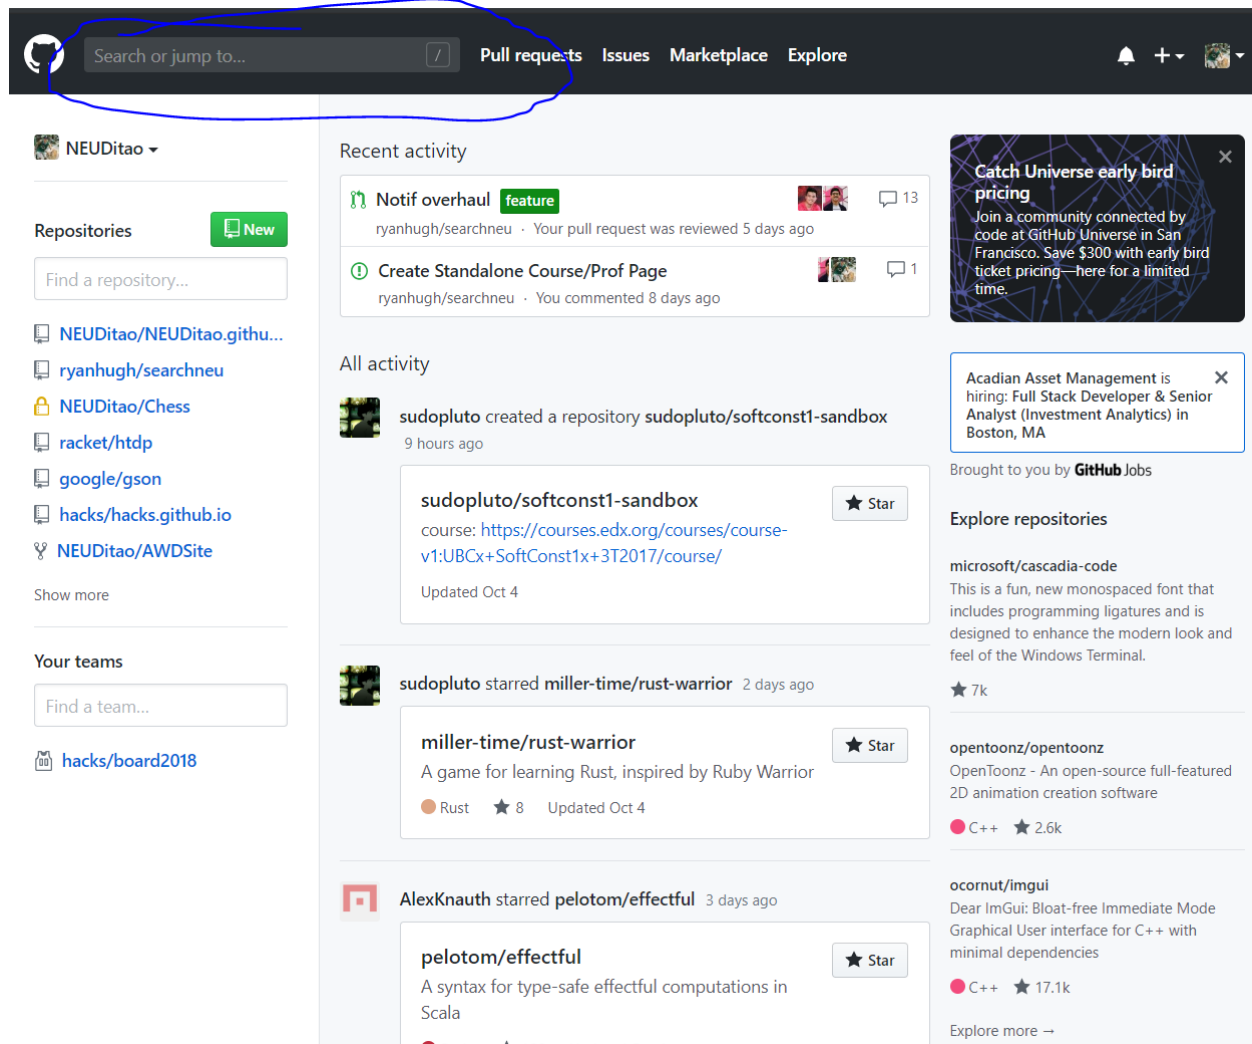 Search or jump to...
/
Pull requests Issues Marketplace Explore
NEUDitao
Repositories
New
Find a repository...
NEUDitao/NEUDitao.githu...
ryanhugh/searchneu
NEUDitao/Chess
racket/htdp
google/gson
hacks/hacks.github.io
NEUDitao/AWDSite
Show more
Your teams
Find a team...
hacks/board2018
Recent activity
Notif overhaul feature
13
ryanhugh/searchneu · Your pull request was reviewed 5 days ago
Create Standalone Course/Prof Page
1
ryanhugh/searchneu · You commented 8 days ago
All activity
sudopluto created a repository sudopluto/softconst1-sandbox
9 hours ago
sudopluto/softconst1-sandbox
Star
course: https://courses.edx.org/courses/course-
v1:UBCx+SoftConst1x+3T2017/course/
Updated Oct 4
sudopluto starred miller-time/rust-warrior 2 days ago
miller-time/rust-warrior
Star
A game for learning Rust, inspired by Ruby Warrior
Rust 8 Updated Oct 4
AlexKnauth starred pelotom/effectful 3 days ago
pelotom/effectful
Star
A syntax for type-safe effectful computations in
Scala
Catch Universe early bird
pricing
Join a community connected by
code at GitHub Universe in San
Francisco. Save $300 with early bird
ticket pricing—here for a limited
time.
Acadian Asset Management is
hiring: Full Stack Developer & Senior
Analyst (Investment Analytics) in
Boston, MA
Brought to you by GitHub Jobs
Explore repositories
microsoft/cascadia-code
This is a fun, new monospaced font that
includes programming ligatures and is
designed to enhance the modern look and
feel of the Windows Terminal.
7k
opentoonz/opentoonz
OpenToonz - An open-source full-featured
2D animation creation software
C++ 2.6k
ocornut/imgui
Dear ImGui: Bloat-free Immediate Mode
Graphical User interface for C++ with
minimal dependencies
C++ 17.1k
Explore more →